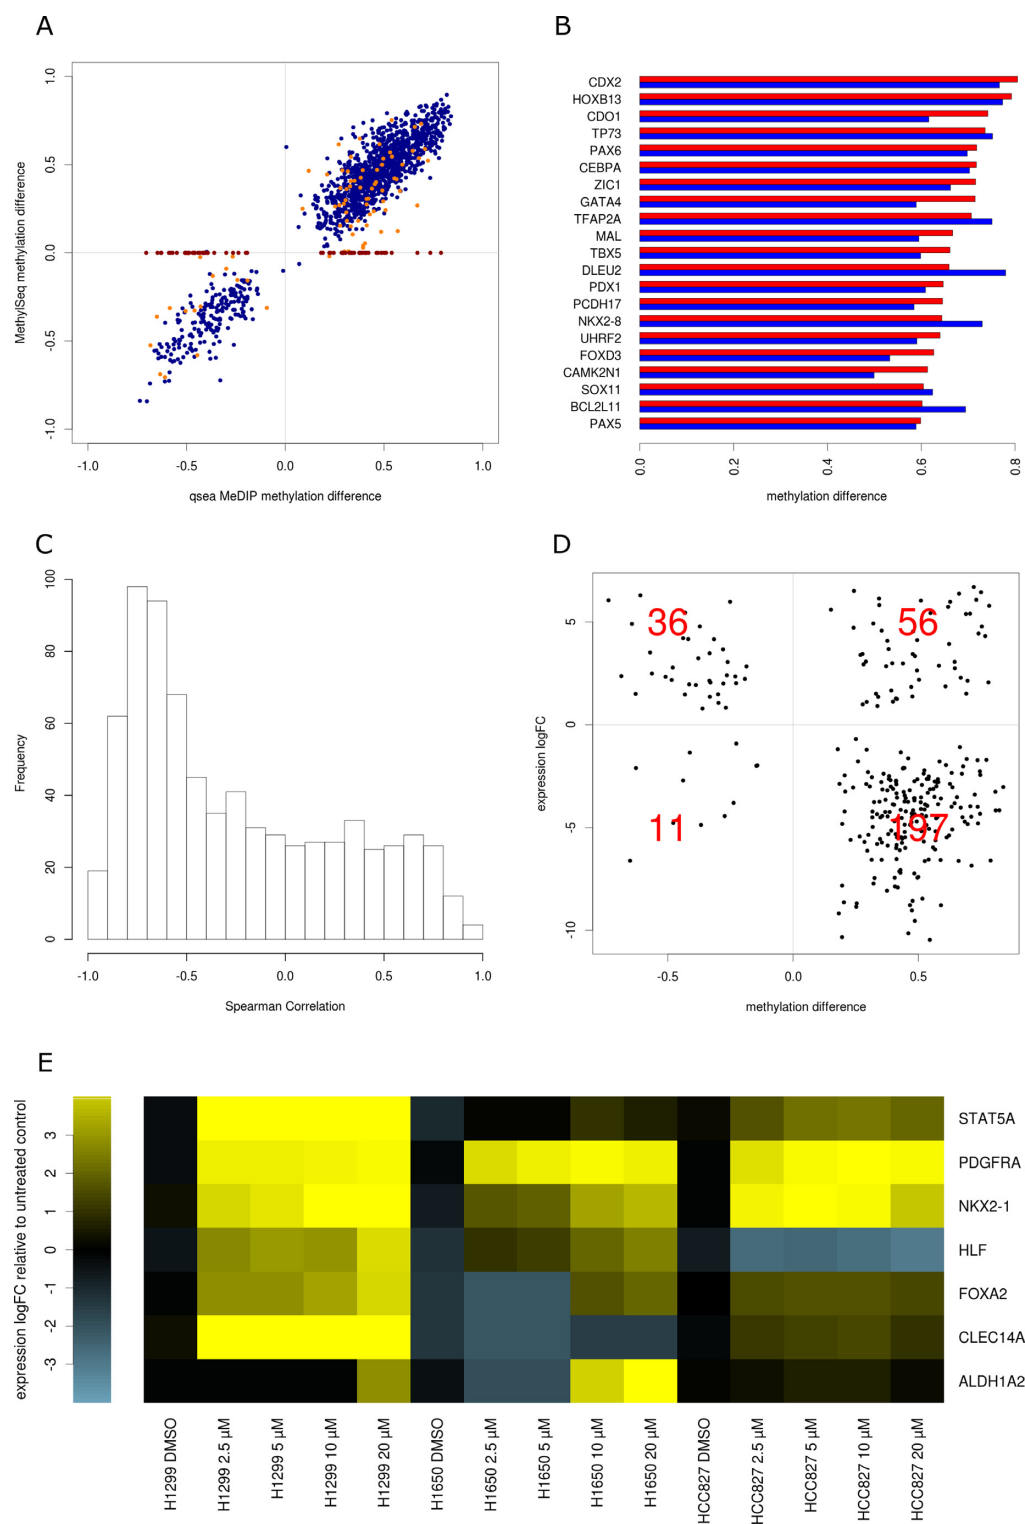 A
1.0
0.5
0.0
-0.5
-1.0
MethylSeq methylation difference
-1.0 -0.5 0.0 0.5 1.0
qsea MeDIP methylation difference
B
CDX2
HOXB13
CDO1
TP73
PAX6
CEBPA
ZIC1
GATA4
TFAP2A
MAL
TBX5
DLEU2
PDX1
PCDH17
NKX2-8
UHRF2
FOXD3
CAMK2N1
SOX11
BCL2L11
PAX5
0.0 0.2 0.4 0.6 0.8
methylation difference
C
100
80
60
40
20
0
Frequency
-1.0 -0.5 0.0 0.5 1.0
Spearman Correlation
D
36 56
11 197
5
0
-5
-10
expression logFC
-0.5 0.0 0.5
methylation difference
E
expression logFC relative to untreated control
3
2
1
0
-1
-2
-3
STAT5A
PDGFRA
NKX2-1
HLF
FOXA2
CLEC14A
ALDH1A2
H1299 DMSO
H1299 2.5 µM
H1299 5 µM
H1299 10 µM
H1299 20 µM
H1650 DMSO
H1650 2.5 µM
H1650 5 µM
H1650 10 µM
H1650 20 µM
HCC827 DMSO
HCC827 2.5 µM
HCC827 5 µM
HCC827 10 µM
HCC827 20 µM